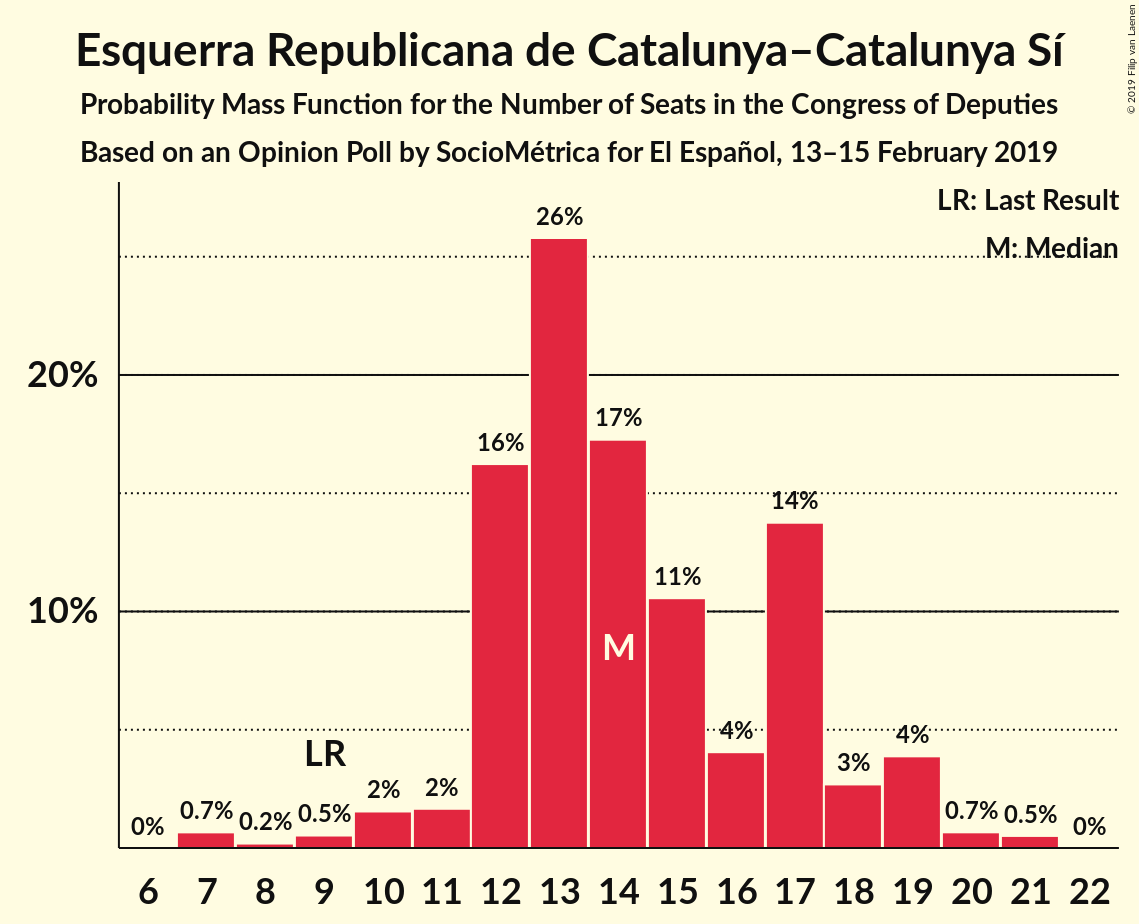 Esquerra Republicana de Catalunya–Catalunya Sí
Probability Mass Function for the Number of Seats in the Congress of Deputies
Based on an Opinion Poll by SocioMétrica for El Español, 13–15 February 2019
© 2019 Filip van Laenen
LR: Last Result
M: Median
20%
10%
26%
17%
16%
14%
11%
M
4%
4%
LR
3%
2%
2%
0.7%
0.2%
0.5%
0.7%
0.5%
0%
0%
6 7 8 9 10 11 12 13 14 15 16 17 18 19 20 21 22